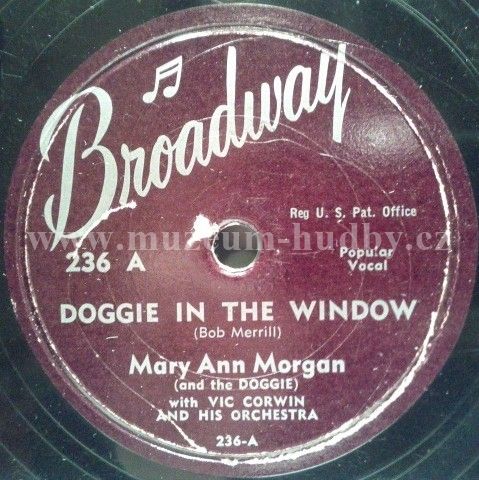 Broadway
Reg U. S. Pat. Office
www.muzeum-hudby.cz
236 A
Popular
Vocal
DOGGIE IN THE WINDOW
(Bob Merrill)
Mary Ann Morgan
(and the DOGGIE)
with VIC CORWIN
AND HIS ORCHESTRA
236-A